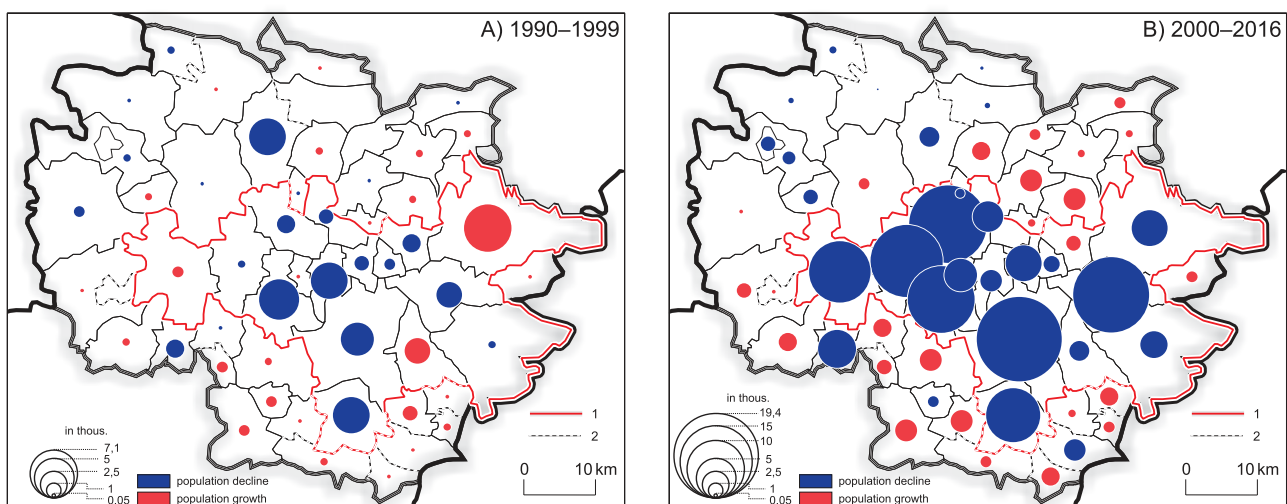 A) 1990–1999
in thous.
7,1
5
2,5
1
0.05
population decline
population growth
1
2
0 10 km
B) 2000–2016
in thous.
19,4
15
10
5
2,5
1
0.05
population decline
population growth
1
2
0 10 km